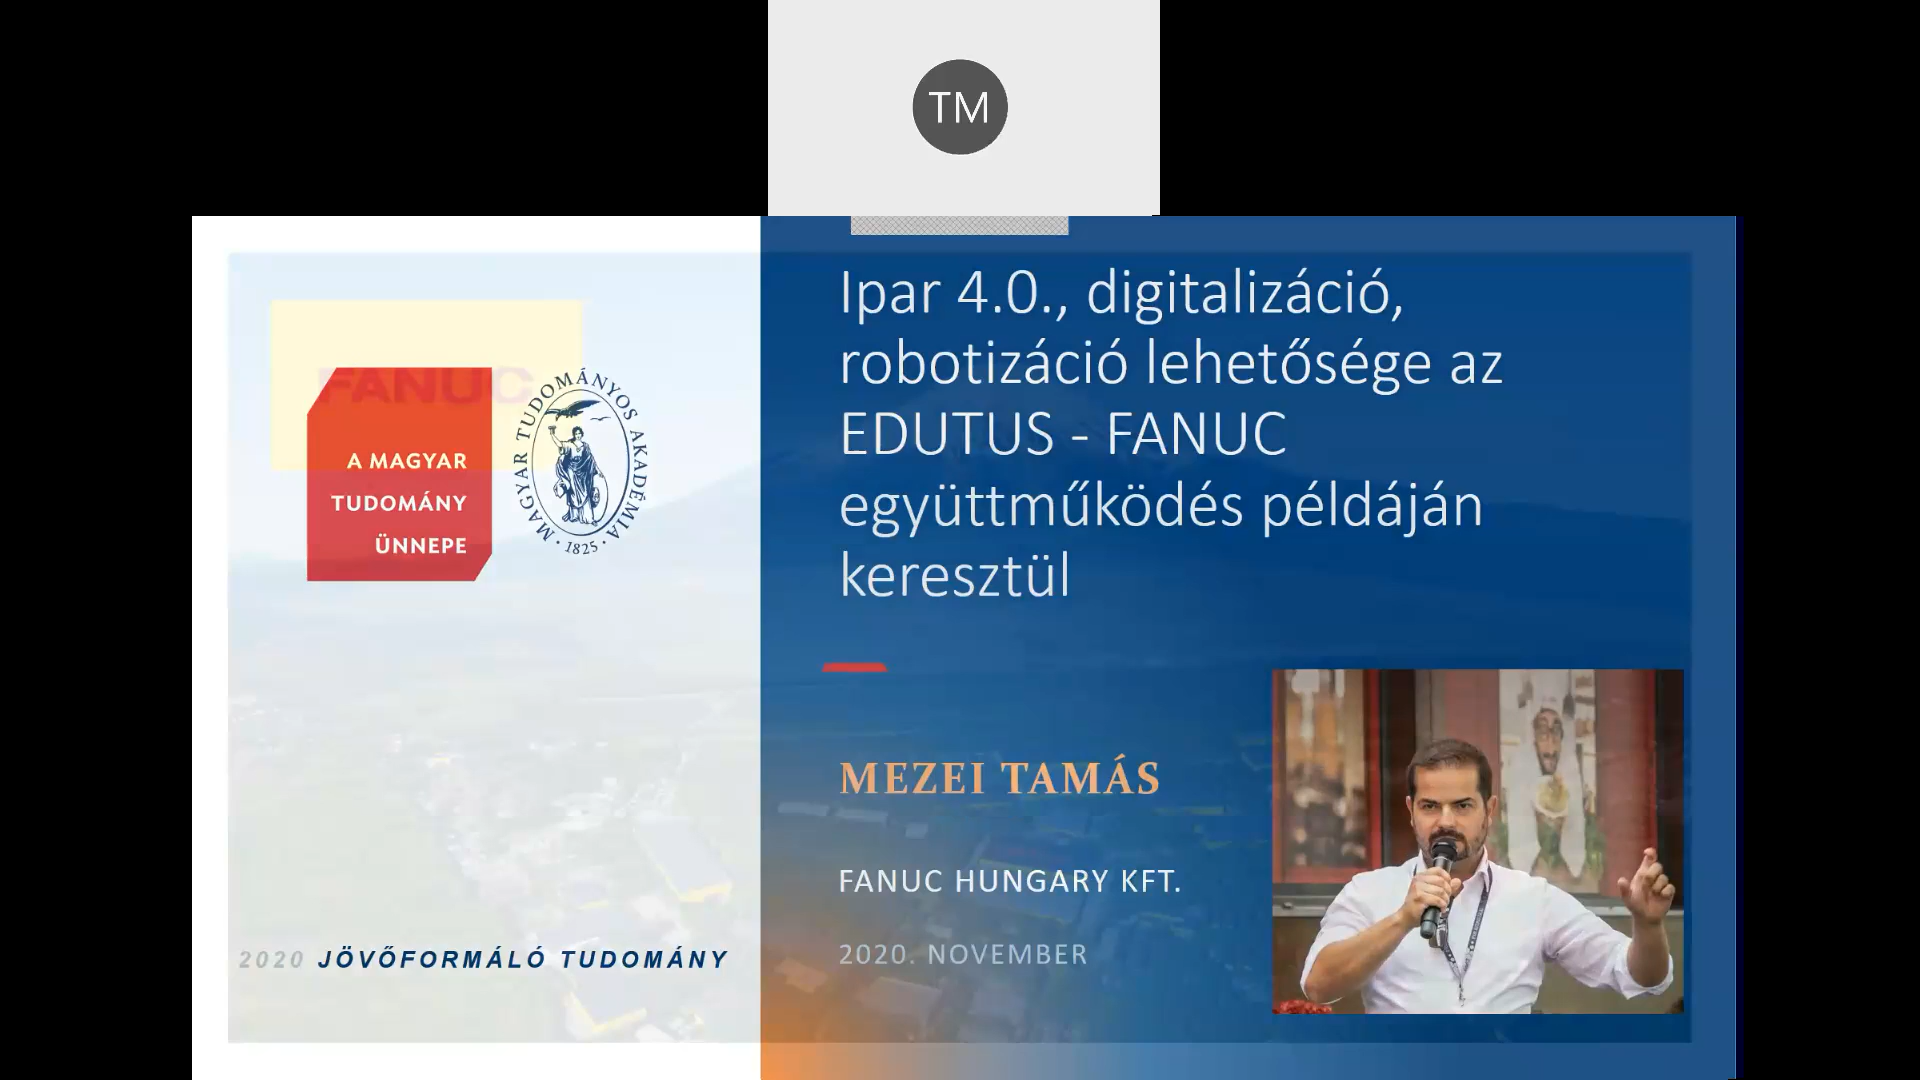 TM
Ipar 4.0., digitalizáció,
robotizáció lehetősége az
EDUTUS - FANUC
együttműködés példáján
keresztül
FANUC
A MAGYAR
TUDOMÁNY
ÜNNEPE
MAGYAR TUDOMÁNYOS AKADÉMIA
· 1825 ·
MEZEI TAMÁS
FANUC HUNGARY KFT.
2020. NOVEMBER
2020 JÖVŐFORMÁLÓ TUDOMÁNY